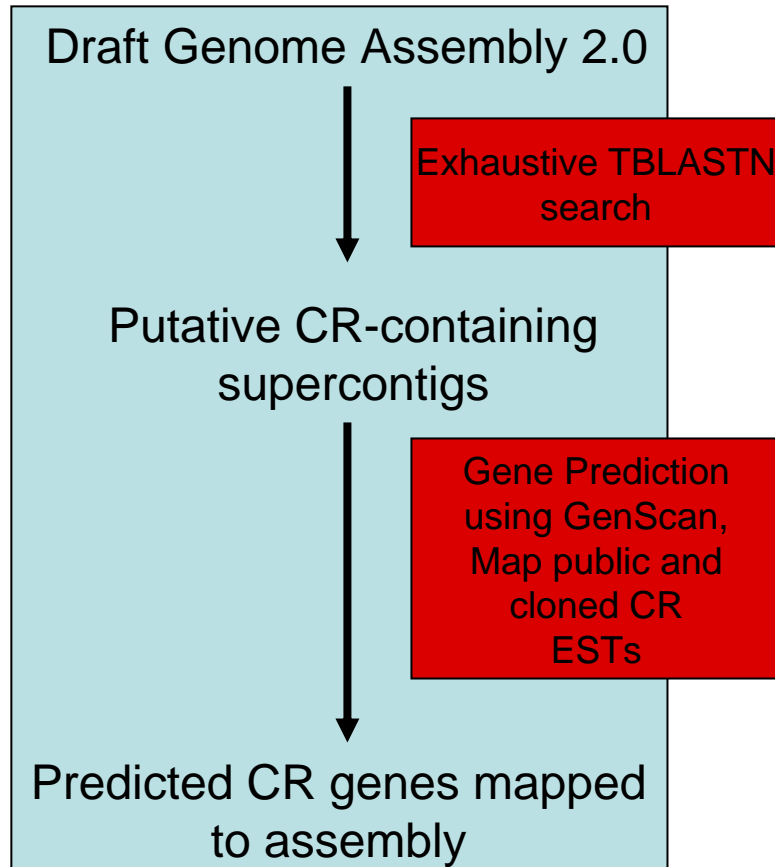 Draft Genome Assembly 2.0
Exhaustive TBLASTN
search
Putative CR-containing
supercontigs
Gene Prediction
using GenScan,
Map public and
cloned CR
ESTs
Predicted CR genes mapped
to assembly